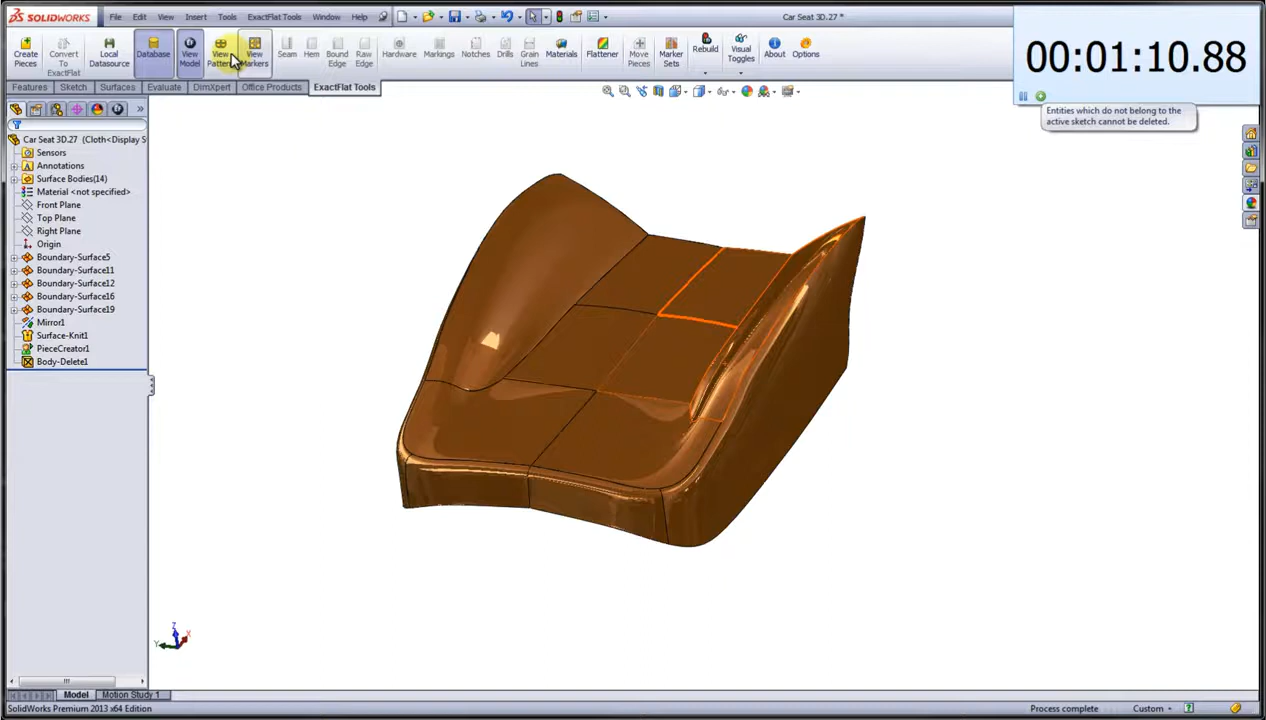 SOLIDWORKS File Edit View Insert Tools ExactFlat Tools Window Help Car Seat 3D.27 *
Create Pieces
Convert To ExactFlat
Local Datasource
Database
View Model
View
View Markers
Seam
Hem
Bound Edge
Raw Edge
Hardware
Markings
Notches
Drills
Grain Lines
Materials
Flattener
Move Pieces
Marker Sets
Rebuild
Visual Toggles
About
Options
00:01:10.88
Features Sketch Surfaces Evaluate DimXpert Office Products ExactFlat Tools
Entities which do not belong to the
active sketch cannot be deleted.
Car Seat 3D.27 (Cloth<Display S
Sensors
Annotations
Surface Bodies(14)
Material <not specified>
Front Plane
Top Plane
Right Plane
Origin
Boundary-Surface5
Boundary-Surface11
Boundary-Surface12
Boundary-Surface16
Boundary-Surface19
Mirror1
Surface-Knit1
PieceCreator1
Body-Delete1
Z
Y
X
Model Motion Study 1
SolidWorks Premium 2013 x64 Edition Process complete Custom